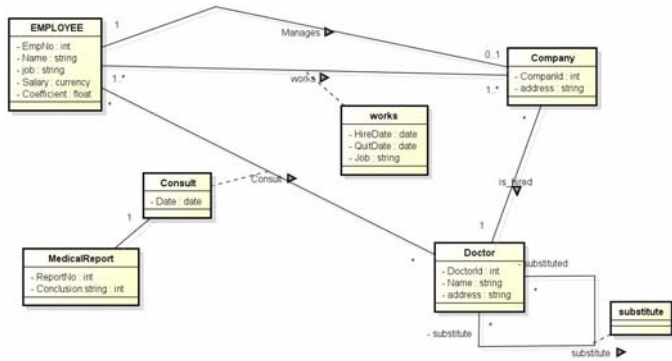 EMPLOYEE
- EmpNo : int
- Name : string
- job : string
- Salary : currency
- Coefficient : float
1
Manages
0..1
Company
- CompanId : int
- address : string
1..*
works
1..*
*
works
- HireDate : date
- QuitDate : date
- Job : string
*
is_hired
1
Consult
- Date : date
Consult
1
MedicalReport
- ReportNo : int
- Conclusion string : int
*
Doctor
- DoctorId : int
- Name : string
- address : string
- substituted
*
- substitute
*
substitute
substitute